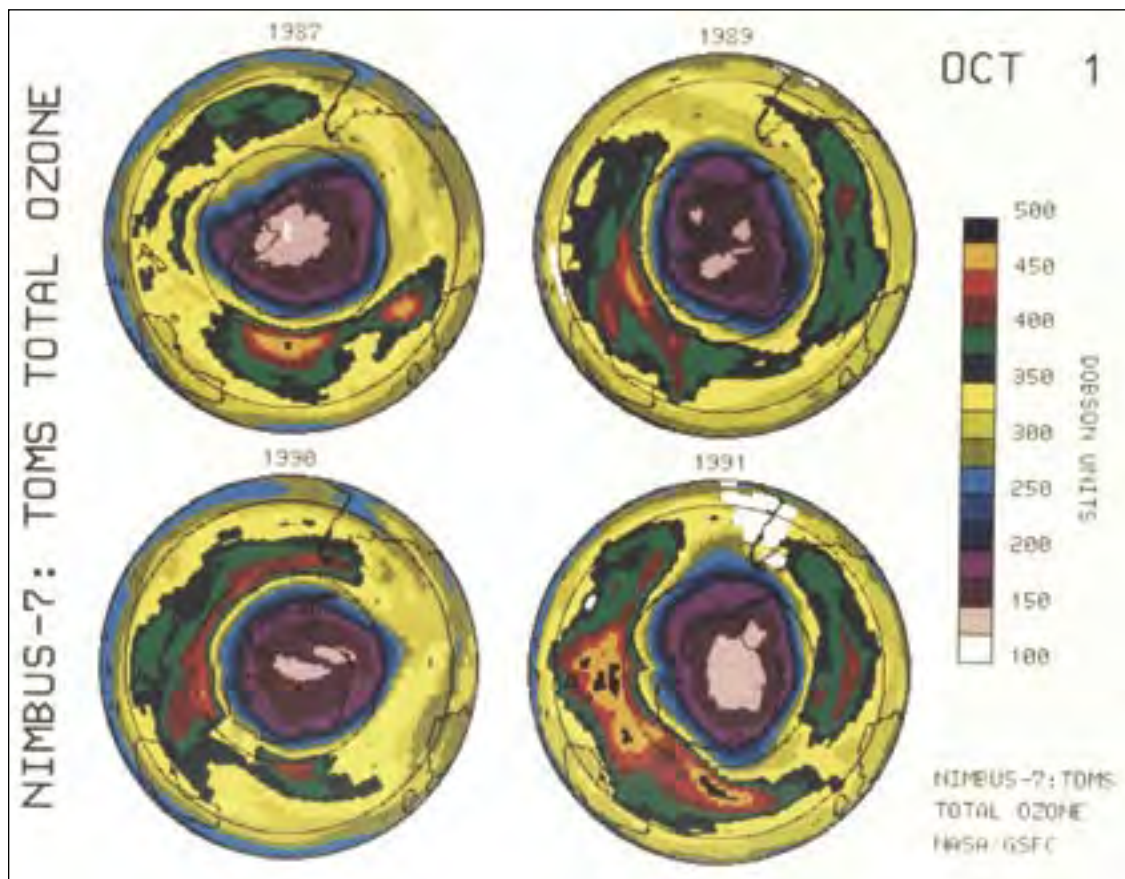 NIMBUS-7: TOMS TOTAL OZONE
1987
1989
OCT 1
1990
1991
500
450
400
350
300
250
200
150
100
DOBSON UNITS
NIMBUS-7:TOMS
TOTAL OZONE
NASA/GSFC